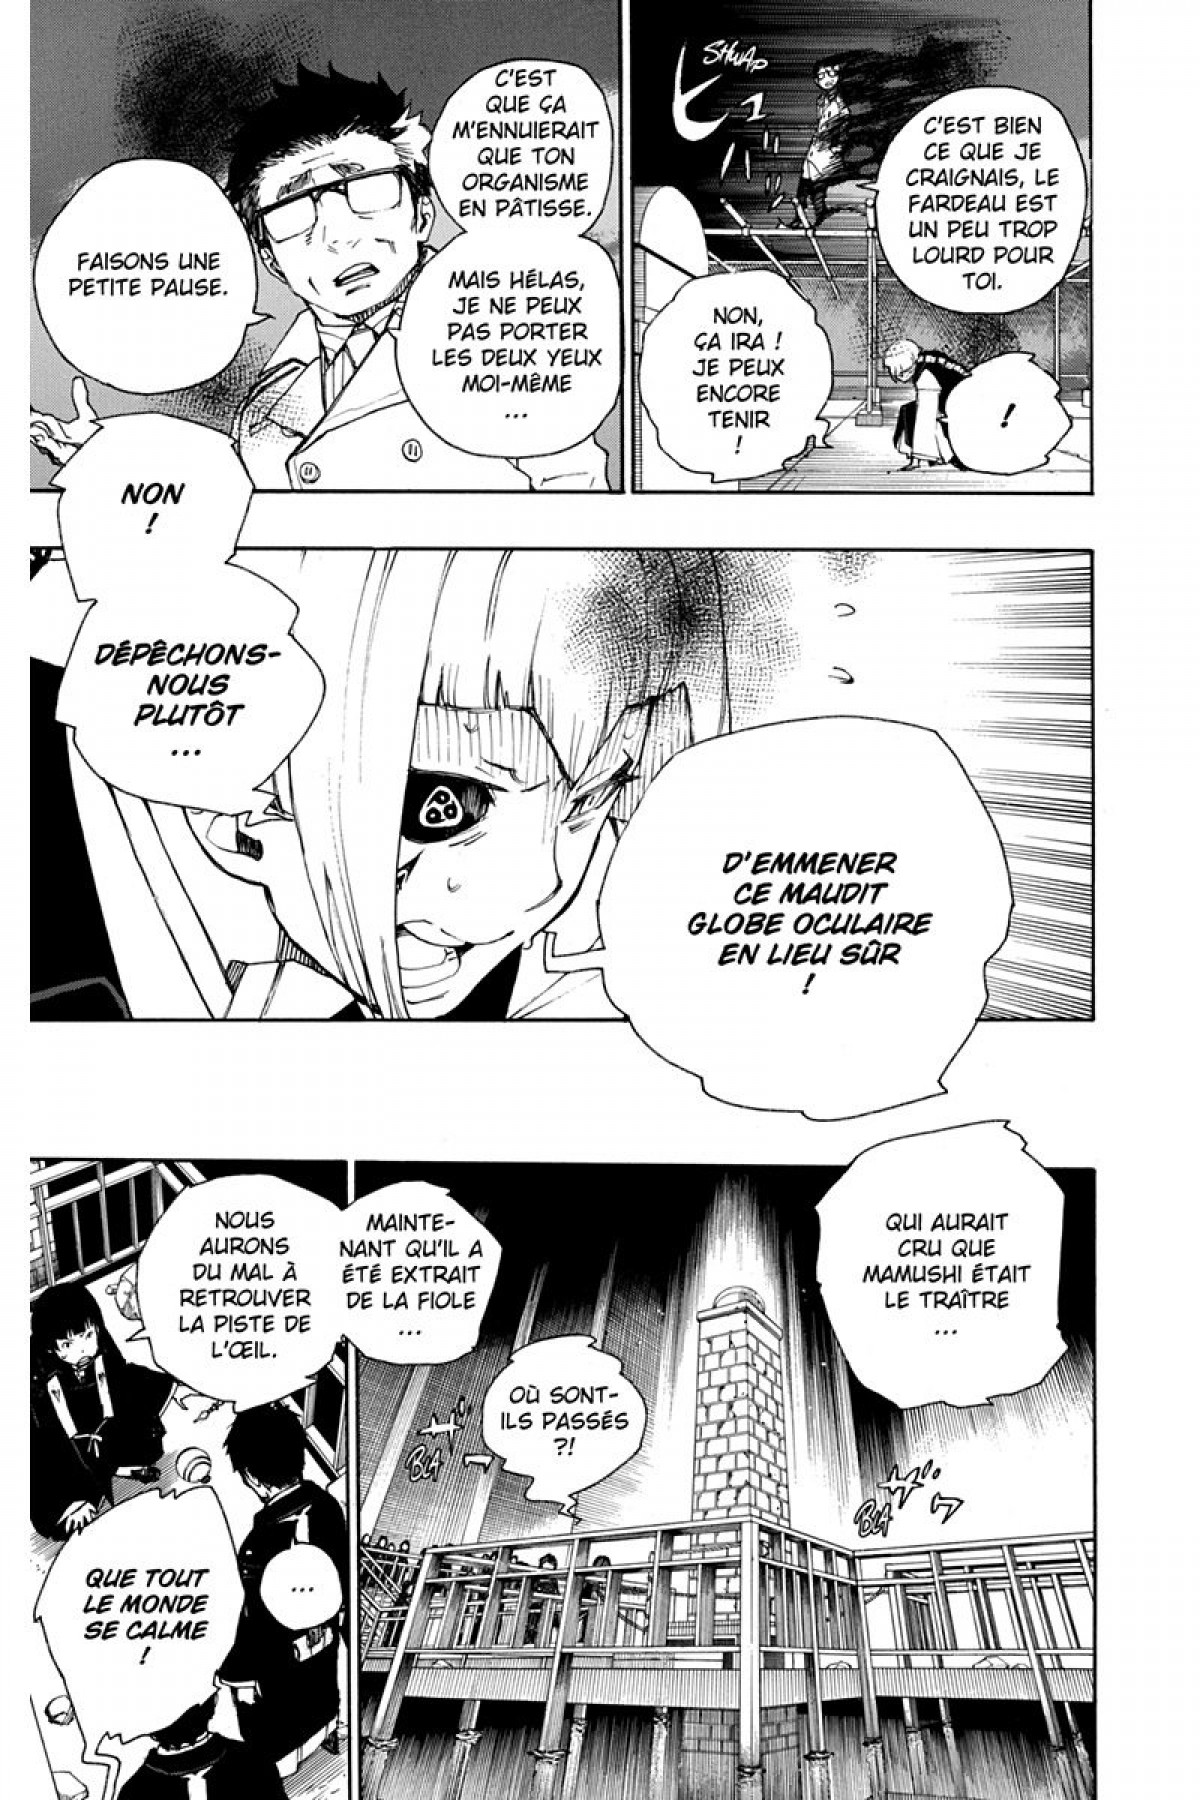 SHWAP
ヒュ
C'EST BIEN
CE QUE JE
CRAIGNAIS, LE
FARDEAU EST
UN PEU TROP
LOURD POUR
TOI.
!
NON,
ÇA IRA !
JE PEUX
ENCORE
TENIR
!
C'EST
QUE ÇA
M'ENNUIERAIT
QUE TON
ORGANISME
EN PÂTISSE.
MAIS HÉLAS,
JE NE PEUX
PAS PORTER
LES DEUX YEUX
MOI-MÊME
...
FAISONS UNE
PETITE PAUSE.
NON
!
DÉPÊCHONS-
NOUS
PLUTÔT
...
D'EMMENER
CE MAUDIT
GLOBE OCULAIRE
EN LIEU SÛR
!
QUI AURAIT
CRU QUE
MAMUSHI ÉTAIT
LE TRAÎTRE
...
OÙ SONT-
ILS PASSÉS
?!
BLA
ザワ
BLA
MAINTE-
NANT QU'IL A
ÉTÉ EXTRAIT
DE LA FIOLE
...
NOUS
AURONS
DU MAL À
RETROUVER
LA PISTE DE
L'ŒIL.
...
QUE TOUT
LE MONDE
SE CALME
!